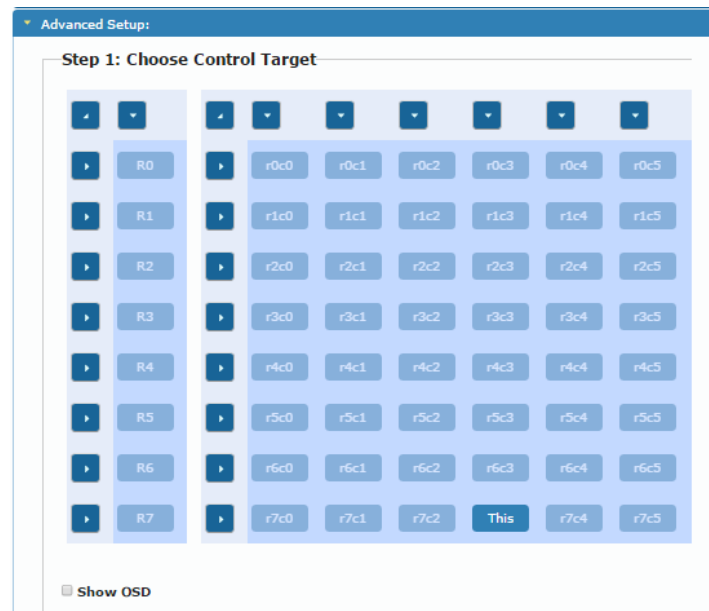 Advanced Setup:
Step 1: Choose Control Target
R0 r0c0 r0c1 r0c2 r0c3 r0c4 r0c5
R1 r1c0 r1c1 r1c2 r1c3 r1c4 r1c5
R2 r2c0 r2c1 r2c2 r2c3 r2c4 r2c5
R3 r3c0 r3c1 r3c2 r3c3 r3c4 r3c5
R4 r4c0 r4c1 r4c2 r4c3 r4c4 r4c5
R5 r5c0 r5c1 r5c2 r5c3 r5c4 r5c5
R6 r6c0 r6c1 r6c2 r6c3 r6c4 r6c5
R7 r7c0 r7c1 r7c2 This r7c4 r7c5
Show OSD